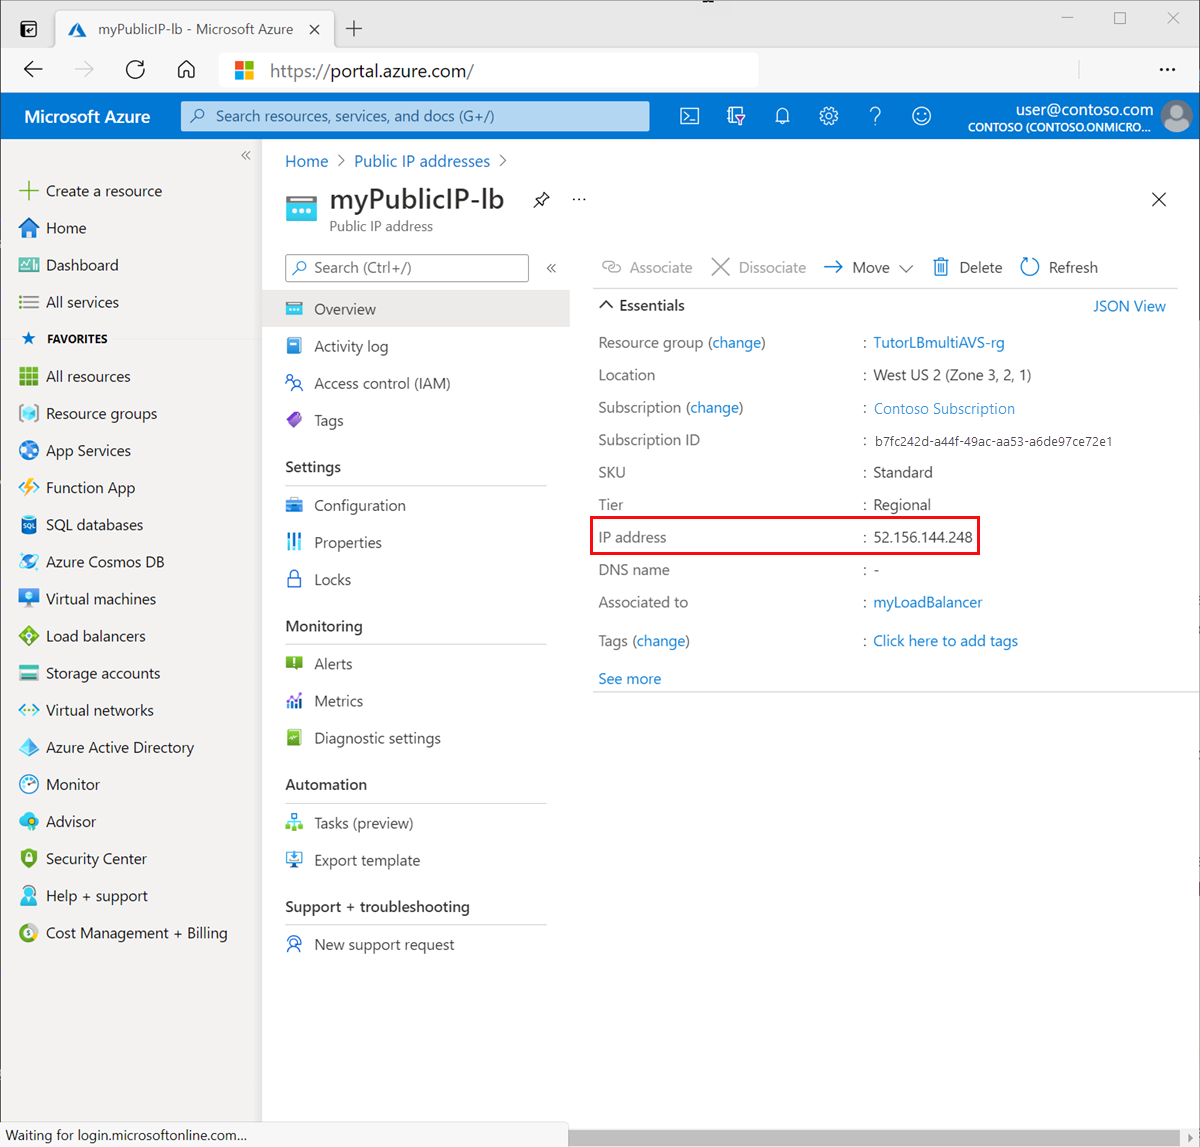 myPublicIP-lb - Microsoft Azure
https://portal.azure.com/
Microsoft Azure
Search resources, services, and docs (G+/)
user@contoso.com
CONTOSO (CONTOSO.ONMICRO...
Create a resource
Home
Dashboard
All services
FAVORITES
All resources
Resource groups
App Services
Function App
SQL databases
Azure Cosmos DB
Virtual machines
Load balancers
Storage accounts
Virtual networks
Azure Active Directory
Monitor
Advisor
Security Center
Help + support
Cost Management + Billing
Home > Public IP addresses >
myPublicIP-lb
Public IP address
Search (Ctrl+/)
Overview
Activity log
Access control (IAM)
Tags
Settings
Configuration
Properties
Locks
Monitoring
Alerts
Metrics
Diagnostic settings
Automation
Tasks (preview)
Export template
Support + troubleshooting
New support request
Associate Dissociate Move Delete Refresh
Essentials JSON View
Resource group (change) : TutorLBmultiAVS-rg
Location : West US 2 (Zone 3, 2, 1)
Subscription (change) : Contoso Subscription
Subscription ID : b7fc242d-a44f-49ac-aa53-a6de97ce72e1
SKU : Standard
Tier : Regional
IP address : 52.156.144.248
DNS name : -
Associated to : myLoadBalancer
Tags (change) : Click here to add tags
See more
Waiting for login.microsoftonline.com...